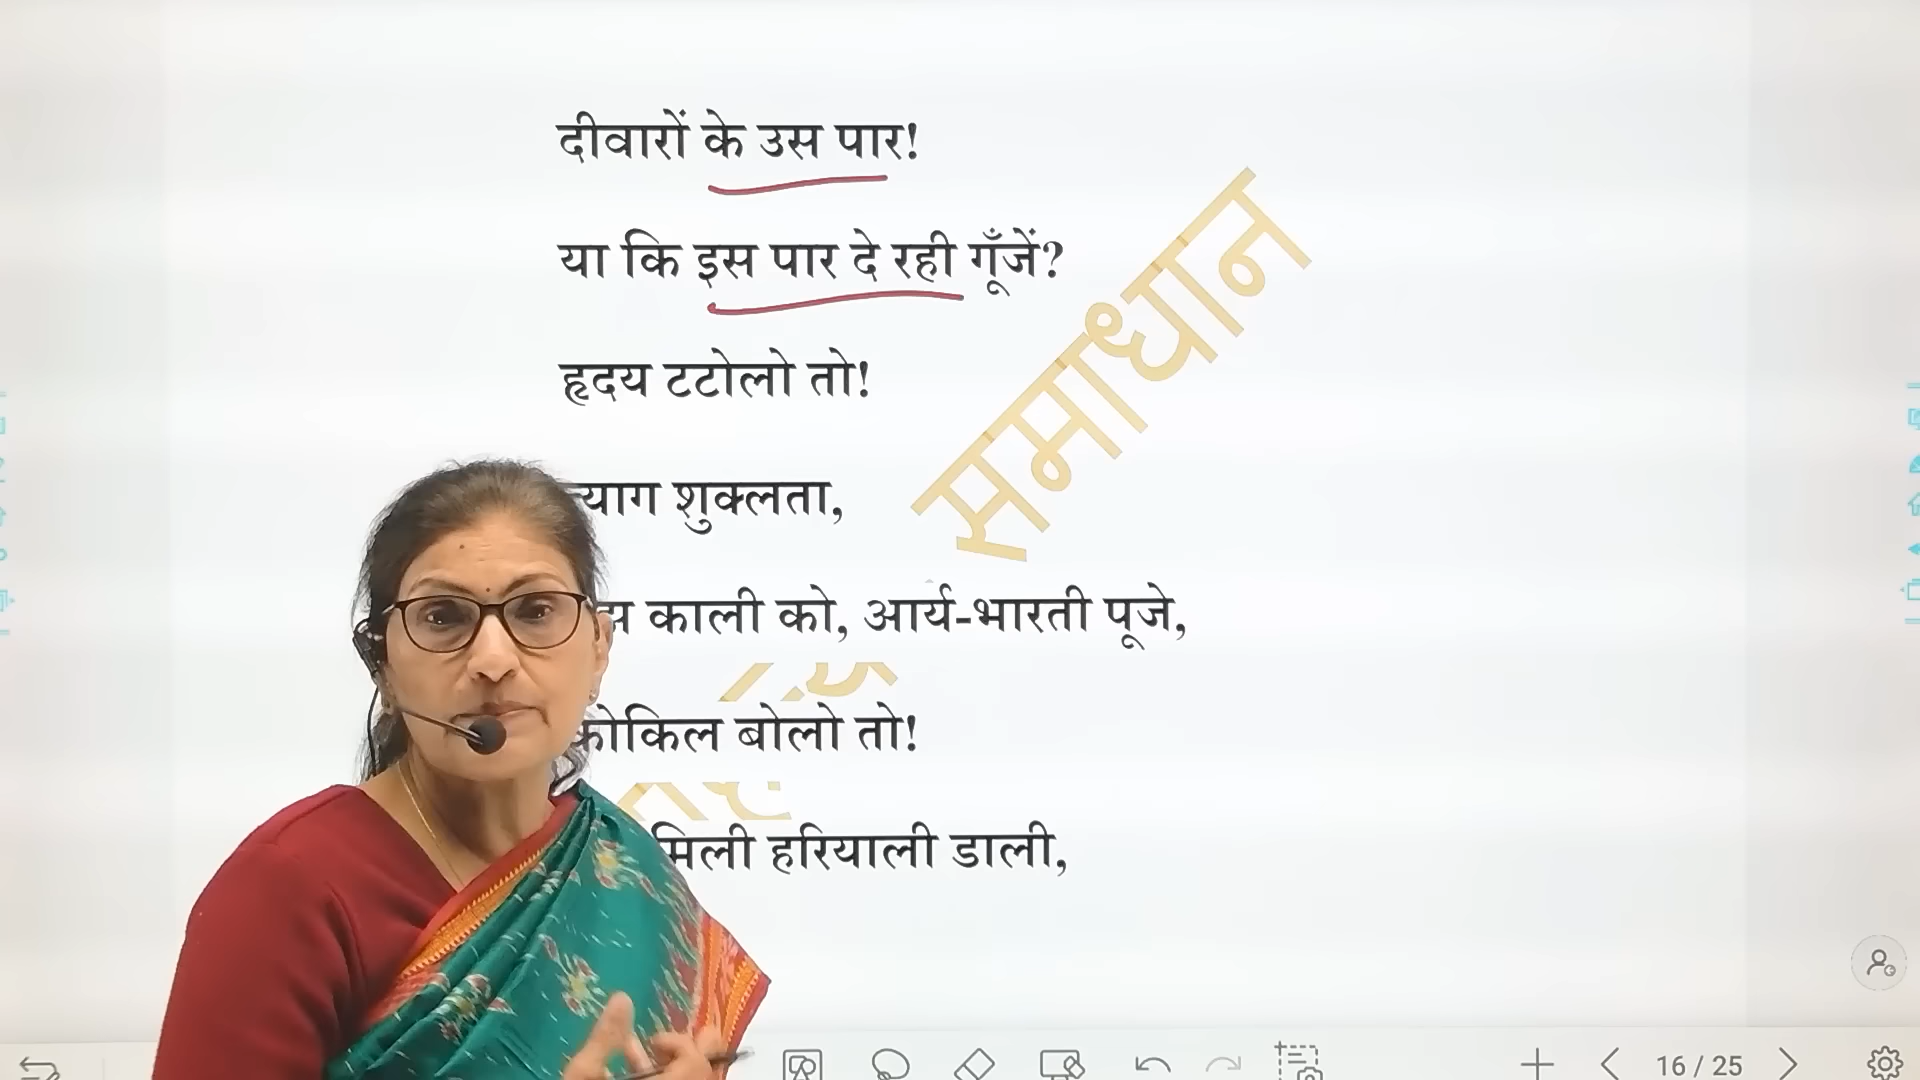 दीवारों के उस पार!
या कि इस पार दे रही गूँजें?
हृदय टटोलो तो!
शुक्लता,
काली को, आर्य-भारती पूजे,
बोलो तो!
हरियाली डाली,
समाधान
16 / 25